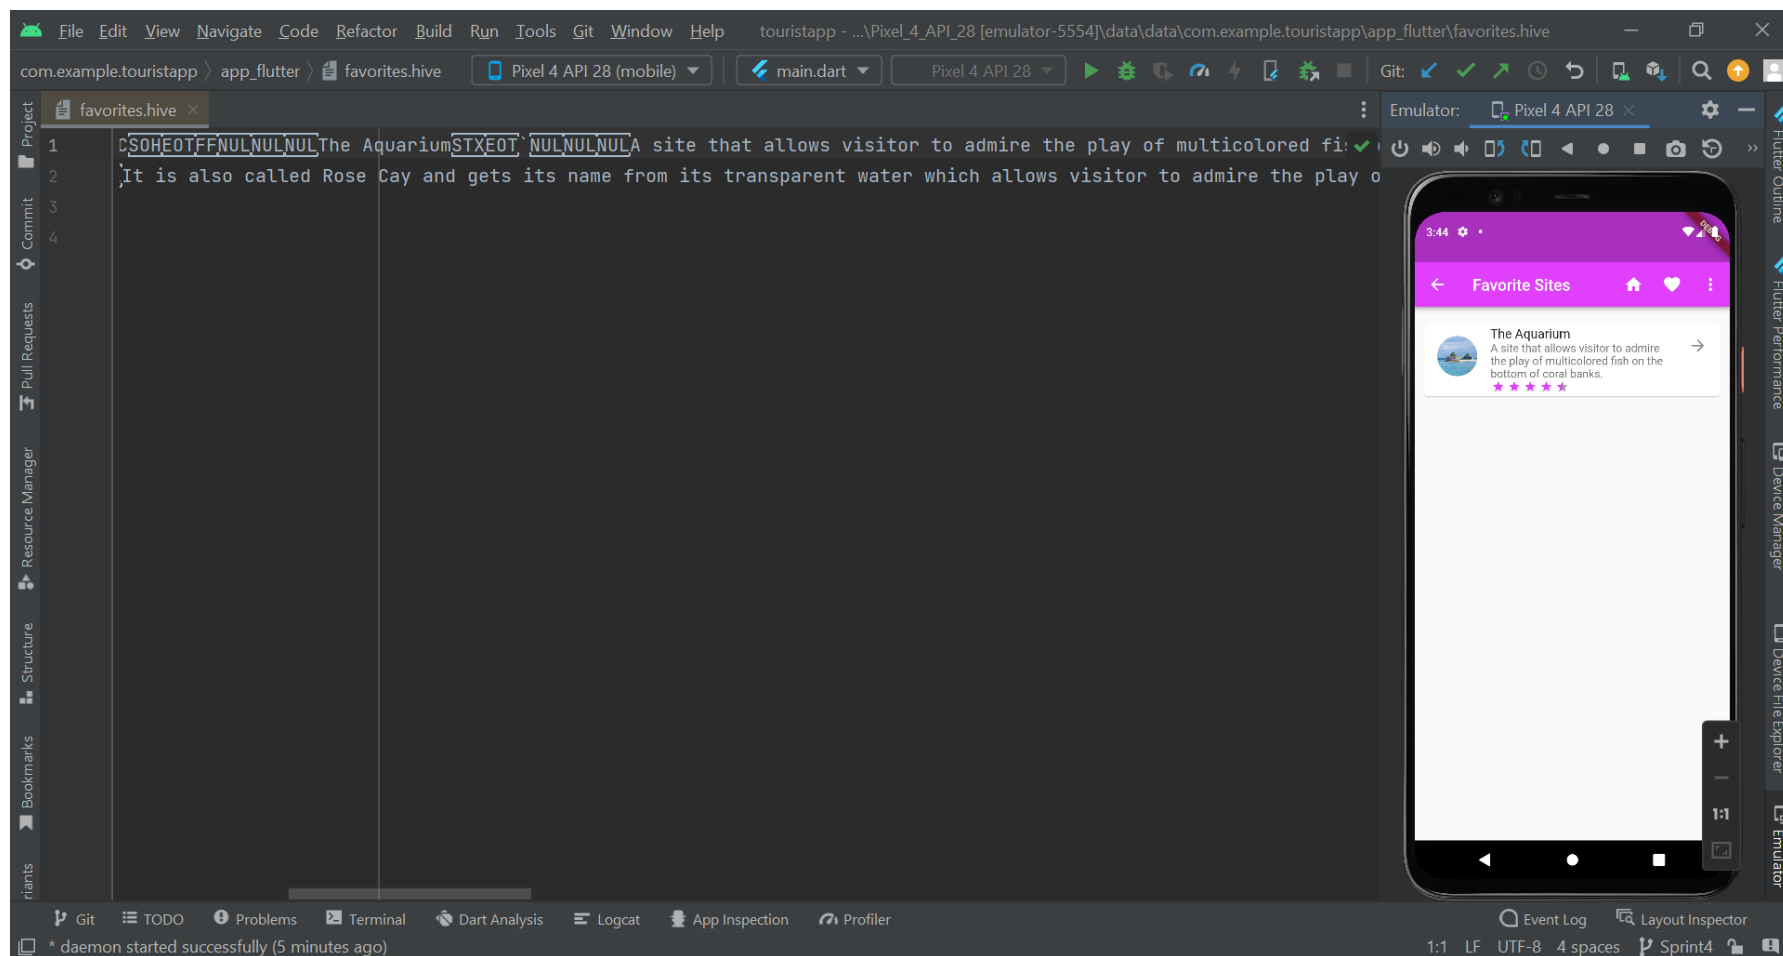 File Edit View Navigate Code Refactor Build Run Tools Git Window Help touristapp - ...\Pixel_4_API_28 [emulator-5554]\data\data\com.example.touristapp\app_flutter\favorites.hive
com.example.touristapp app_flutter favorites.hive Pixel 4 API 28 (mobile) main.dart Pixel 4 API 28 Git:
favorites.hive
Emulator: Pixel 4 API 28
1 CSOHEOTFFNULNULNULThe AquariumSTXEOT`NULNULNULA site that allows visitor to admire the play of multicolored
2 It is also called Rose Cay and gets its name from its transparent water which allows visitor to admire the play
3
4
Project
Commit
Pull Requests
Resource Manager
Structure
Bookmarks
riants
3:44
DEBUG
Favorite Sites
The Aquarium
A site that allows visitor to admire
the play of multicolored fish on the
bottom of coral banks.
1:1
Flutter Outline
Flutter Performance
Device Manager
Device File Explorer
Emulator
Git TODO Problems Terminal Dart Analysis Logcat App Inspection Profiler Event Log Layout Inspector
* daemon started successfully (5 minutes ago) 1:1 LF UTF-8 4 spaces Sprint4